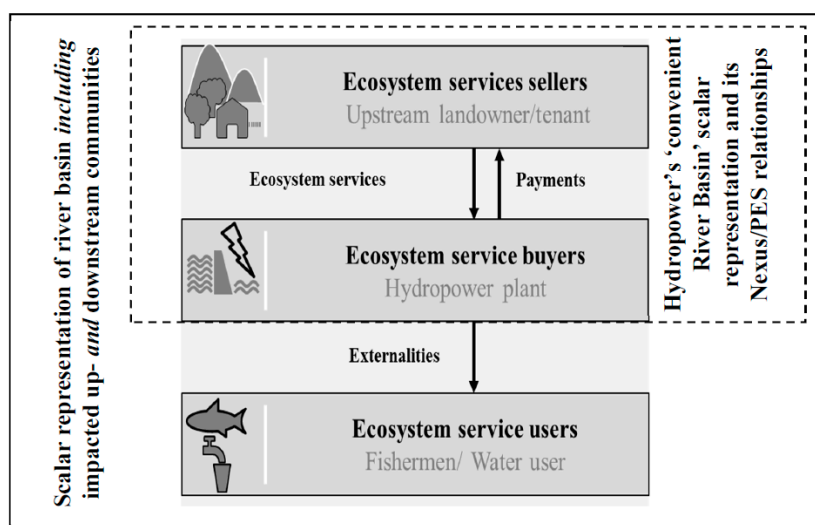 Scalar representation of river basin including
impacted up- and downstream communities
Ecosystem services sellers
Upstream landowner/tenant
Ecosystem services
Payments
Ecosystem service buyers
Hydropower plant
Externalities
Ecosystem service users
Fishermen/ Water user
Hydropower’s ‘convenient
River Basin’ scalar
representation and its
Nexus/PES relationships